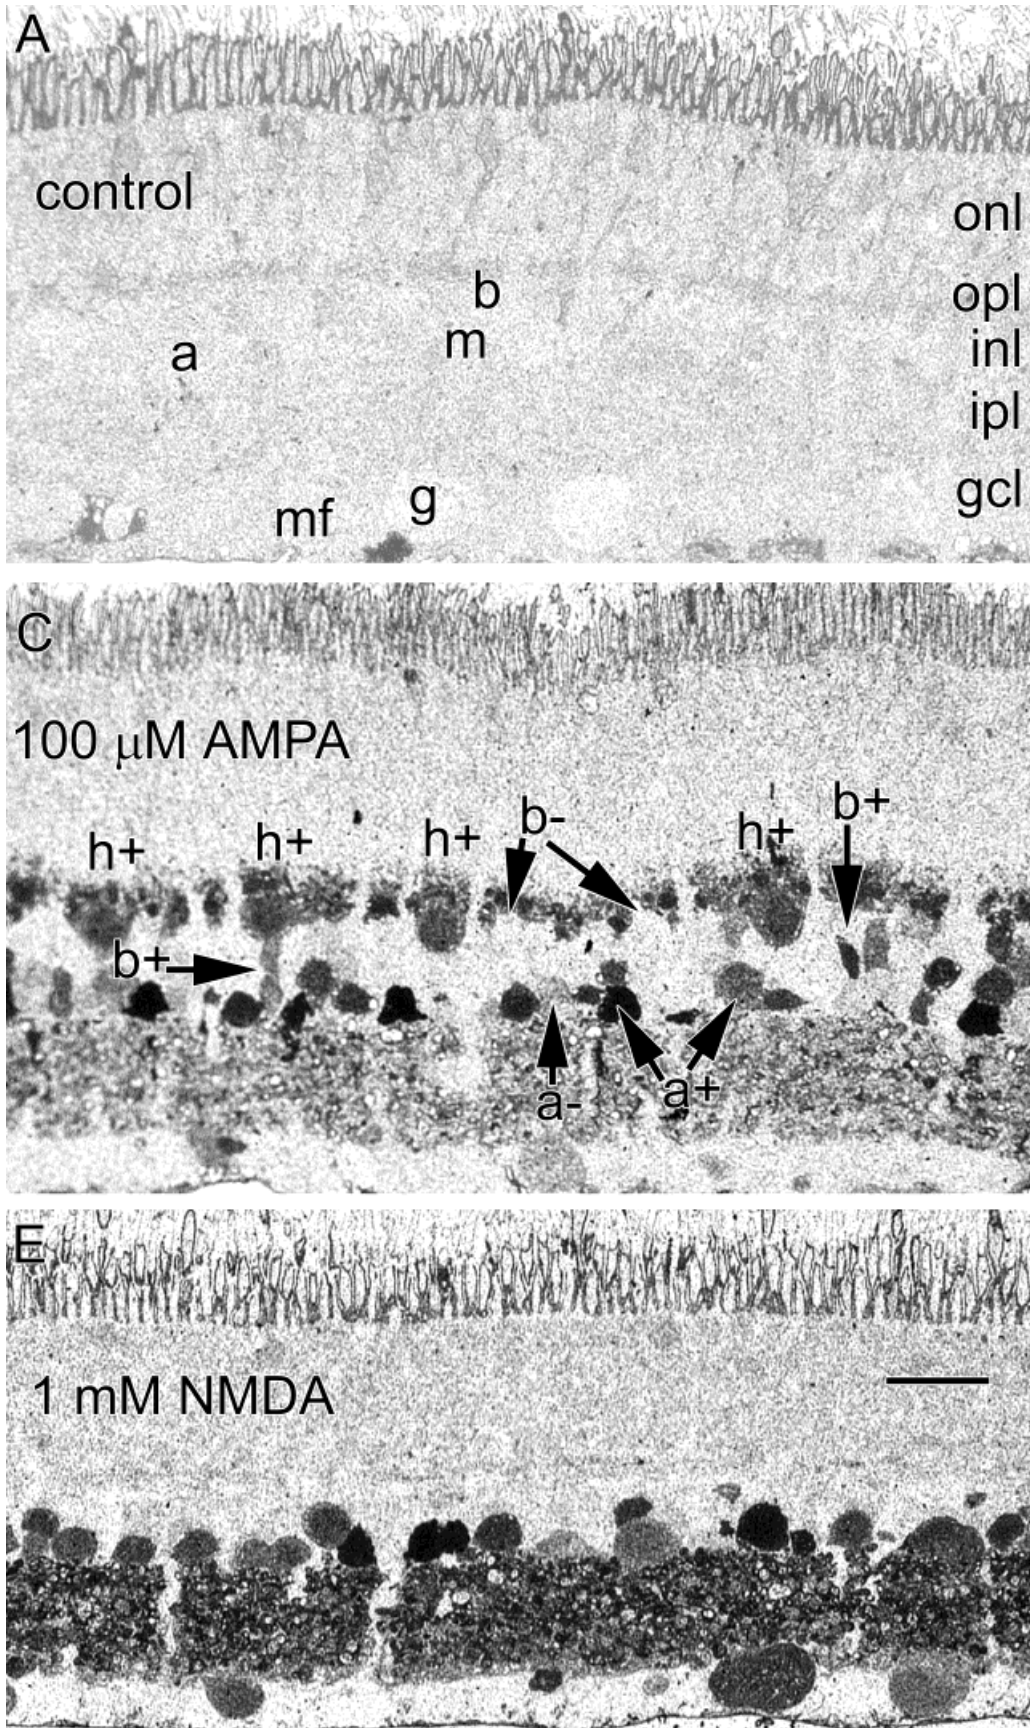 A
control
onl
b
opl
m
inl
a
ipl
g
gcl
mf
C
100 μM AMPA
b-
b+
h+
h+
h+
h+
b+
a-
a+
E
1 mM NMDA